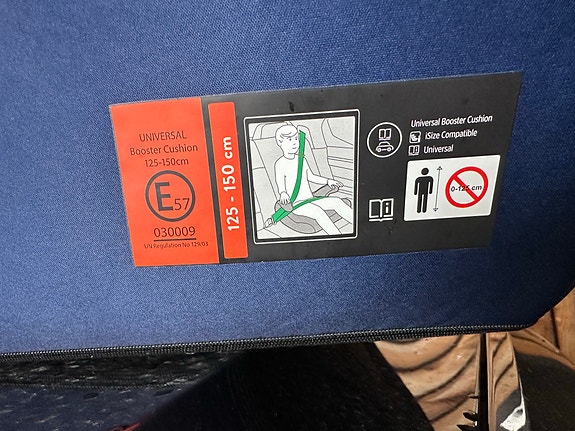 UNIVERSAL
Booster Cushion
125-150cm
E57
030009
UN Regulation No 129/03
125 - 150 cm
Universal Booster Cushion
iSize Compatible
Universal
0-125 cm